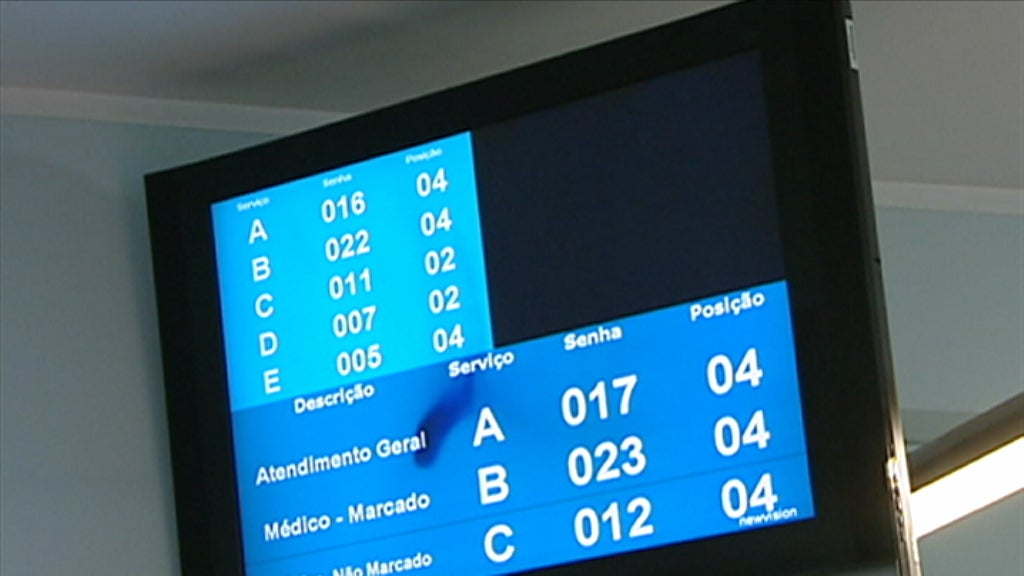 Serviço Senha Posição
A 016 04
B 022 04
C 011 02
D 007 02
E 005 04
Descrição Serviço Senha Posição
Atendimento Geral A 017 04
Médico - Marcado B 023 04
Não Marcado C 012 04
newvision